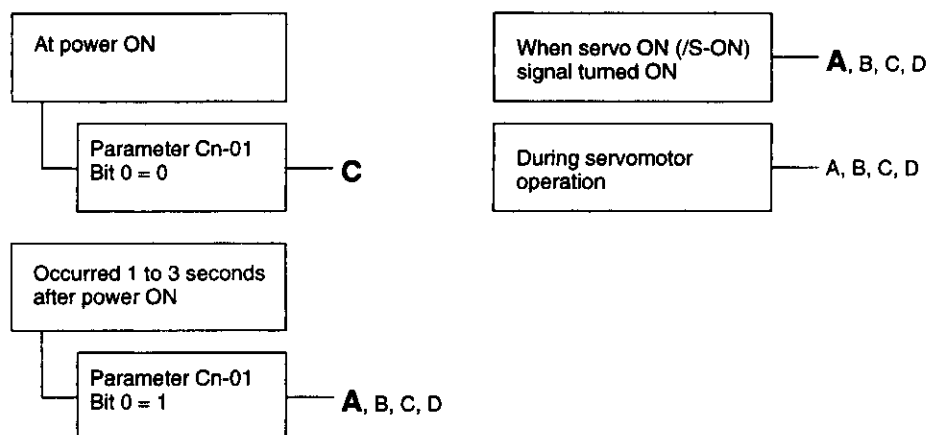 At power ON
Parameter Cn-01
Bit 0 = 0
C
Occurred 1 to 3 seconds
after power ON
Parameter Cn-01
Bit 0 = 1
A, B, C, D
When servo ON (/S-ON)
signal turned ON
A, B, C, D
During servomotor
operation
A, B, C, D